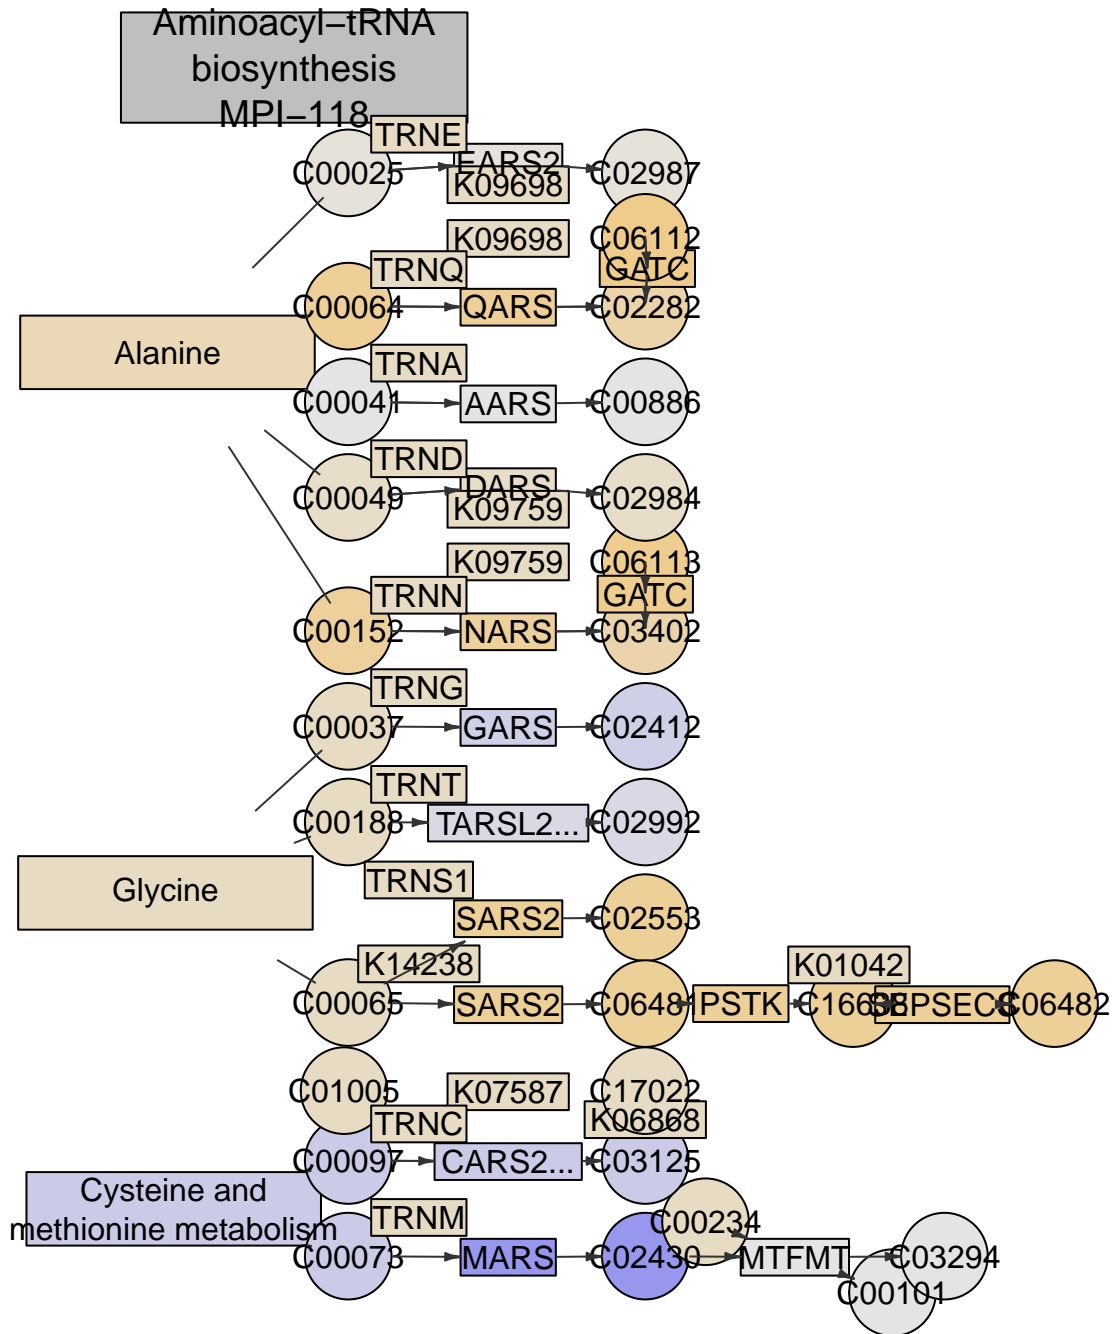 Aminoacyl−tRNA
biosynthesis
MPI−118
TRNE
C00025
EARS2
C02987
K09698
K09698
C06112
TRNQ
GATC
C00064
QARS
C02282
Alanine
TRNA
C00041
AARS
C00886
TRND
C00049
DARS
C02984
K09759
K09759
C06113
TRNN
GATC
C00152
NARS
C03402
TRNG
C00037
GARS
C02412
TRNT
C00188
TARSL2...
C02992
Glycine
TRNS1
SARS2
C02553
K14238
K01042
C00065
SARS2
C06481
PSTK
C16638
SEPSECS
C06482
C01005
K07587
C17022
TRNC
K06868
C00097
CARS2...
C03125
Cysteine and
methionine metabolism
TRNM
C00234
C00073
MARS
C02430
MTFMT
C03294
C00101